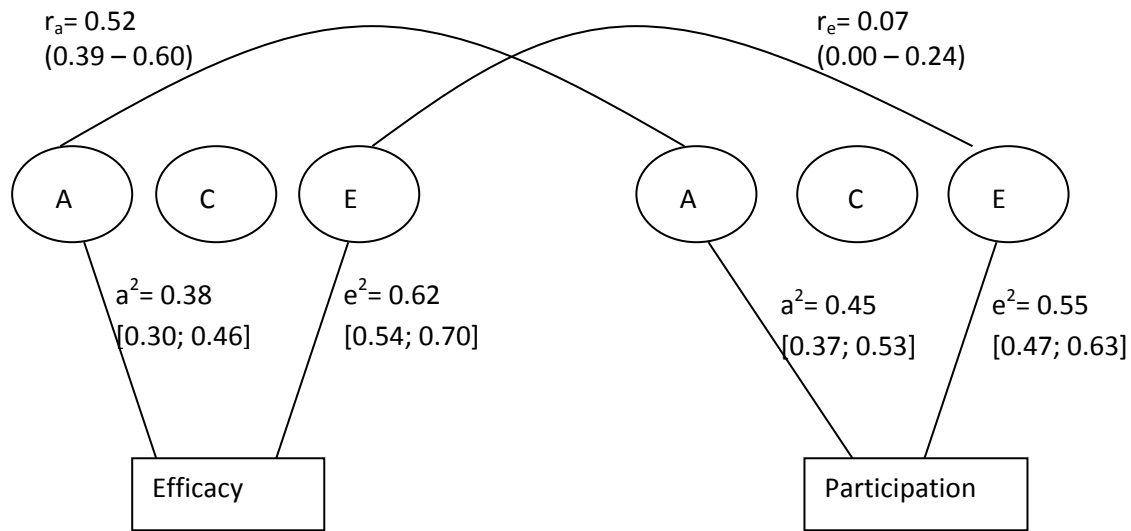 rₐ= 0.52
(0.39 – 0.60)
rₑ= 0.07
(0.00 – 0.24)
A
C
E
A
C
E
a²= 0.38
[0.30; 0.46]
e²= 0.62
[0.54; 0.70]
a²= 0.45
[0.37; 0.53]
e²= 0.55
[0.47; 0.63]
Efficacy
Participation